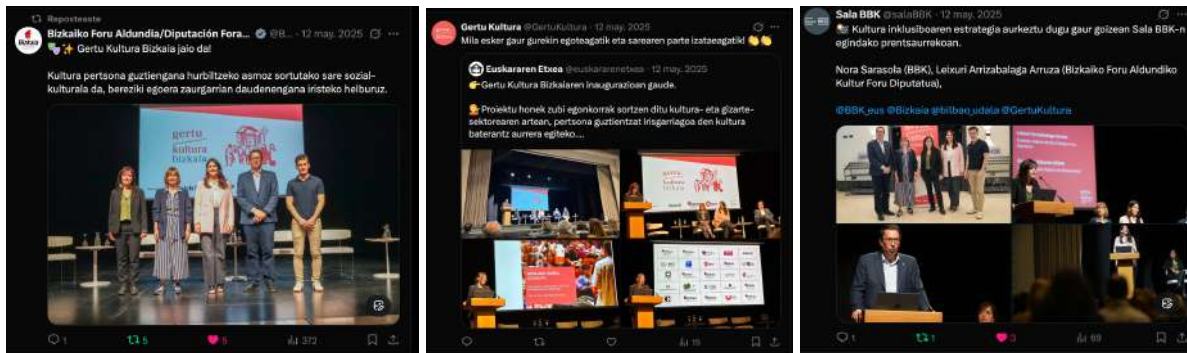 Reposteaste
Bizkaiko Foru Aldundia/Diputación Fora... @B... · 12 may. 2025
Gertu Kultura Bizkaia jaio da!
Kultura pertsona guztiengana hurbiltzeko asmoz sortutako sare sozial-
kulturala da, bereziki egoera zaurgarrian daudenengana iristeko helburuz.
gertu
kultura
bizkaia
1
5
5
372
Gertu Kultura @GertuKultura · 12 may. 2025
Mila esker gaur gurekin egoteagatik eta sarearen parte izateagatik!
Euskararen Etxea @euskararenetxea · 12 may. 2025
Gertu Kultura Bizkaiaren inaugurazioan gaude.
Proiektu honek zubi egonkorrak sortzen ditu kultura- eta gizarte-
sektorearen artean, pertsona guztientzat irisgarriagoa den kultura
baterantz aurrera egiteko....
gertu
kultura
bizkaia
15
Sala BBK @salaBBK · 12 may. 2025
Kultura inklusiboaren estrategia aurkeztu dugu gaur goizean Sala BBK-n
egindako prentsaurrekoan.
Nora Sarasola (BBK), Leixuri Arrizabalaga Arruza (Bizkaiko Foru Aldundiko
Kultur Foru Diputatua),
@BBK_eus @Bizkaia @bilbao_udala @GertuKultura
1
1
3
69